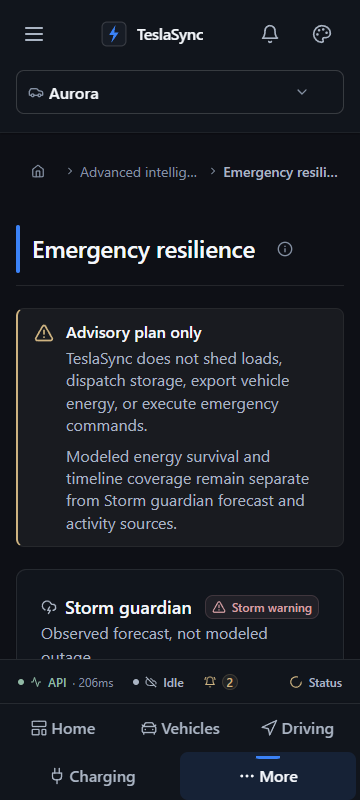 TeslaSync
Aurora
Advanced intellig... Emergency resili...
Emergency resilience
Advisory plan only
TeslaSync does not shed loads,
dispatch storage, export vehicle
energy, or execute emergency
commands.
Modeled energy survival and
timeline coverage remain separate
from Storm guardian forecast and
activity sources.
Storm guardian Storm warning
Observed forecast, not modeled
outage
API · 206ms Idle 2 Status
Home Vehicles Driving
Charging ··· More